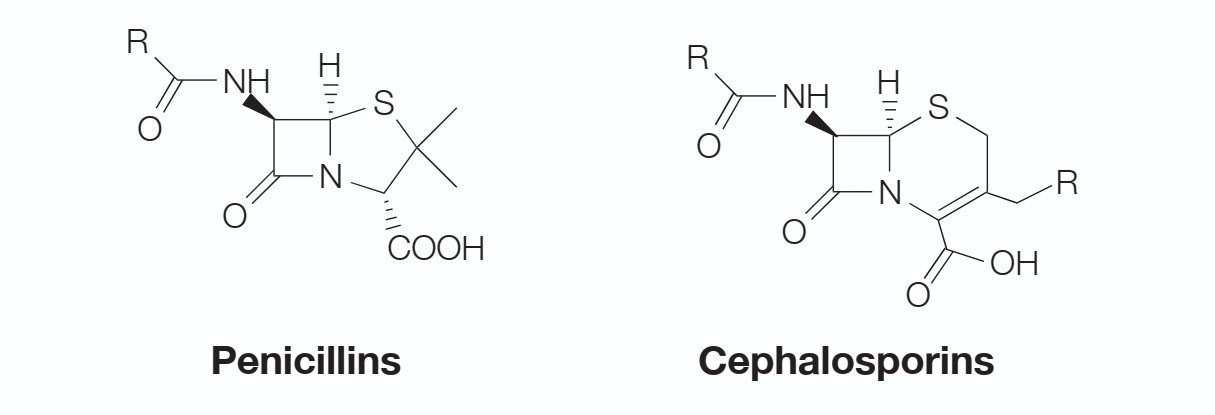 R
NH
H
S
O
N
O
COOH
Penicillins
R
NH
H
S
O
N
R
O
OH
O
Cephalosporins